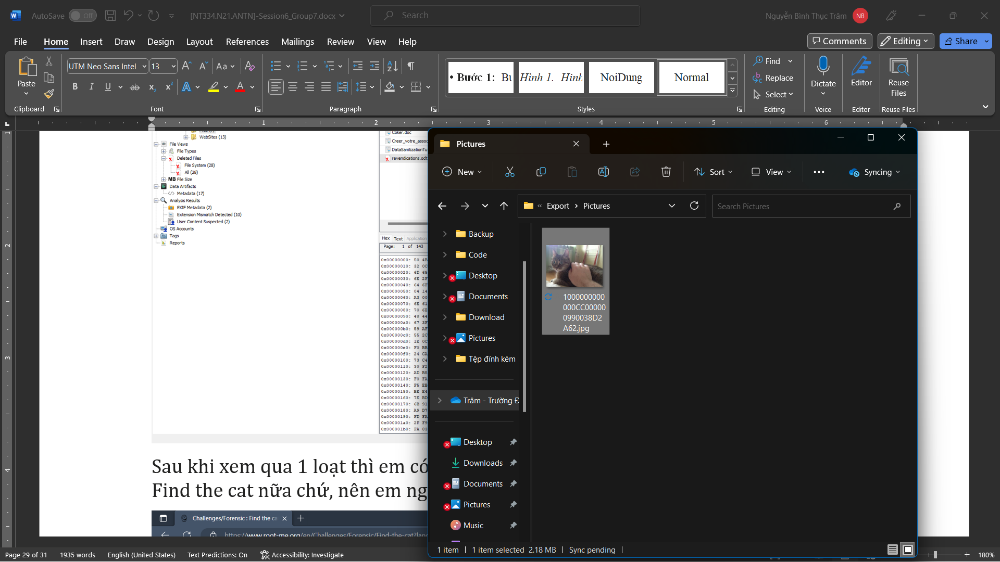 AutoSave Off [NT334.N21.ANTN]-Session6_Group7.docx Search Nguyễn Bình Thục Trâm NB
File Home Insert Draw Design Layout References Mailings Review View Help Comments Editing Share
Paste
Clipboard
UTM Neo Sans Intel 13 Aa
B I U ab x₂ x² A A
Font
Paragraph
• Bước 1: Bu Hình 1. Hình NoiDung Normal
Styles
Find
Replace
Select
Editing
Dictate
Voice
Editor
Editor
Reuse Files
Reuse Files
1 2 3 4 5 6
WebSites (13)
File Views
File Types
Deleted Files
File System (28)
All (28)
MB File Size
Data Artifacts
Metadata (17)
Analysis Results
EXIF Metadata (2)
Extension Mismatch Detected (10)
User Content Suspected (2)
OS Accounts
Tags
Reports
Coker.doc
Creer_votre_assoc
DataSanitizationTu
revendications.odt
Hex Text Application
Page: 1 of 143
0x00000000: 50 4B
0x00000010: 32 0C
0x00000020: 6D 65
0x00000030: 6E 2F
0x00000040: 64 6F
0x00000050: 04 14
0x00000060: A3 00
0x00000070: 6E 61
0x00000080: 70 6E
0x00000090: 48 44
0x000000a0: 67 3F
0x000000b0: 59 AF
0x000000c0: 55 2C
0x000000d0: 1E 0C
0x000000e0: F0 BB
0x000000f0: 24 CA
0x00000100: 73 C4
0x00000110: 30 F2
0x00000120: AD B5
0x00000130: F0 FA
0x00000140: F5 EB
0x00000150: BE E4
0x00000160: 7E BD
0x00000170: 6B 91
0x00000180: A9 D7
0x00000190: FD FA
0x000001a0: 2F F9
0x000001b0: FA 83
Sau khi xem qua 1 loạt thì em có
Find the cat nữa chứ, nên em ng
Challenges/Forensic : Find the ca
https://www.root-me.org/en/Challenges/Forensic/Find-the-cat?lang
Pictures
New Sort View Syncing
Export Pictures Search Pictures
Backup
Code
Desktop
Documents
Download
Pictures
Tệp đính kèm
Trâm - Trường Đ
Desktop
Downloads
Documents
Pictures
Music
1000000000
000CC00000
0990038D2
A62.jpg
1 item 1 item selected 2.18 MB Sync pending
Page 29 of 31 1935 words English (United States) Text Predictions: On Accessibility: Investigate 180%